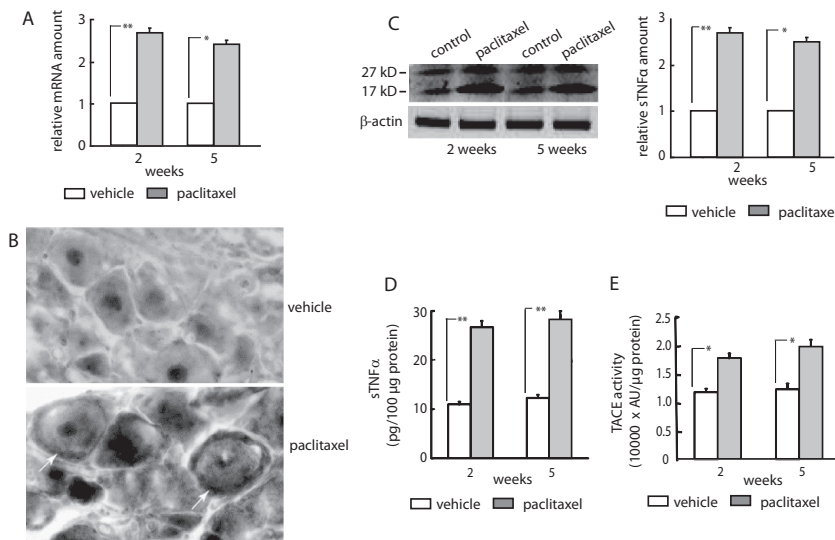 A
relative mRNA amount
3
2
1
0
**
*
2
5
weeks
vehicle
paclitaxel
B
vehicle
paclitaxel
C
control
paclitaxel
control
paclitaxel
27 kD
17 kD
β-actin
2 weeks
5 weeks
relative sTNFα amount
3
2
1
0
**
*
2
5
weeks
vehicle
paclitaxe
D
sTNFα
(pg/100 µg protein)
30
20
10
0
**
**
2
5
weeks
vehicle
paclitaxel
E
TACE activity
(10000 x AU/µg protein)
2.5
2.0
1.5
1.0
0.
*
*
2
5
weeks
vehicle
paclitaxel